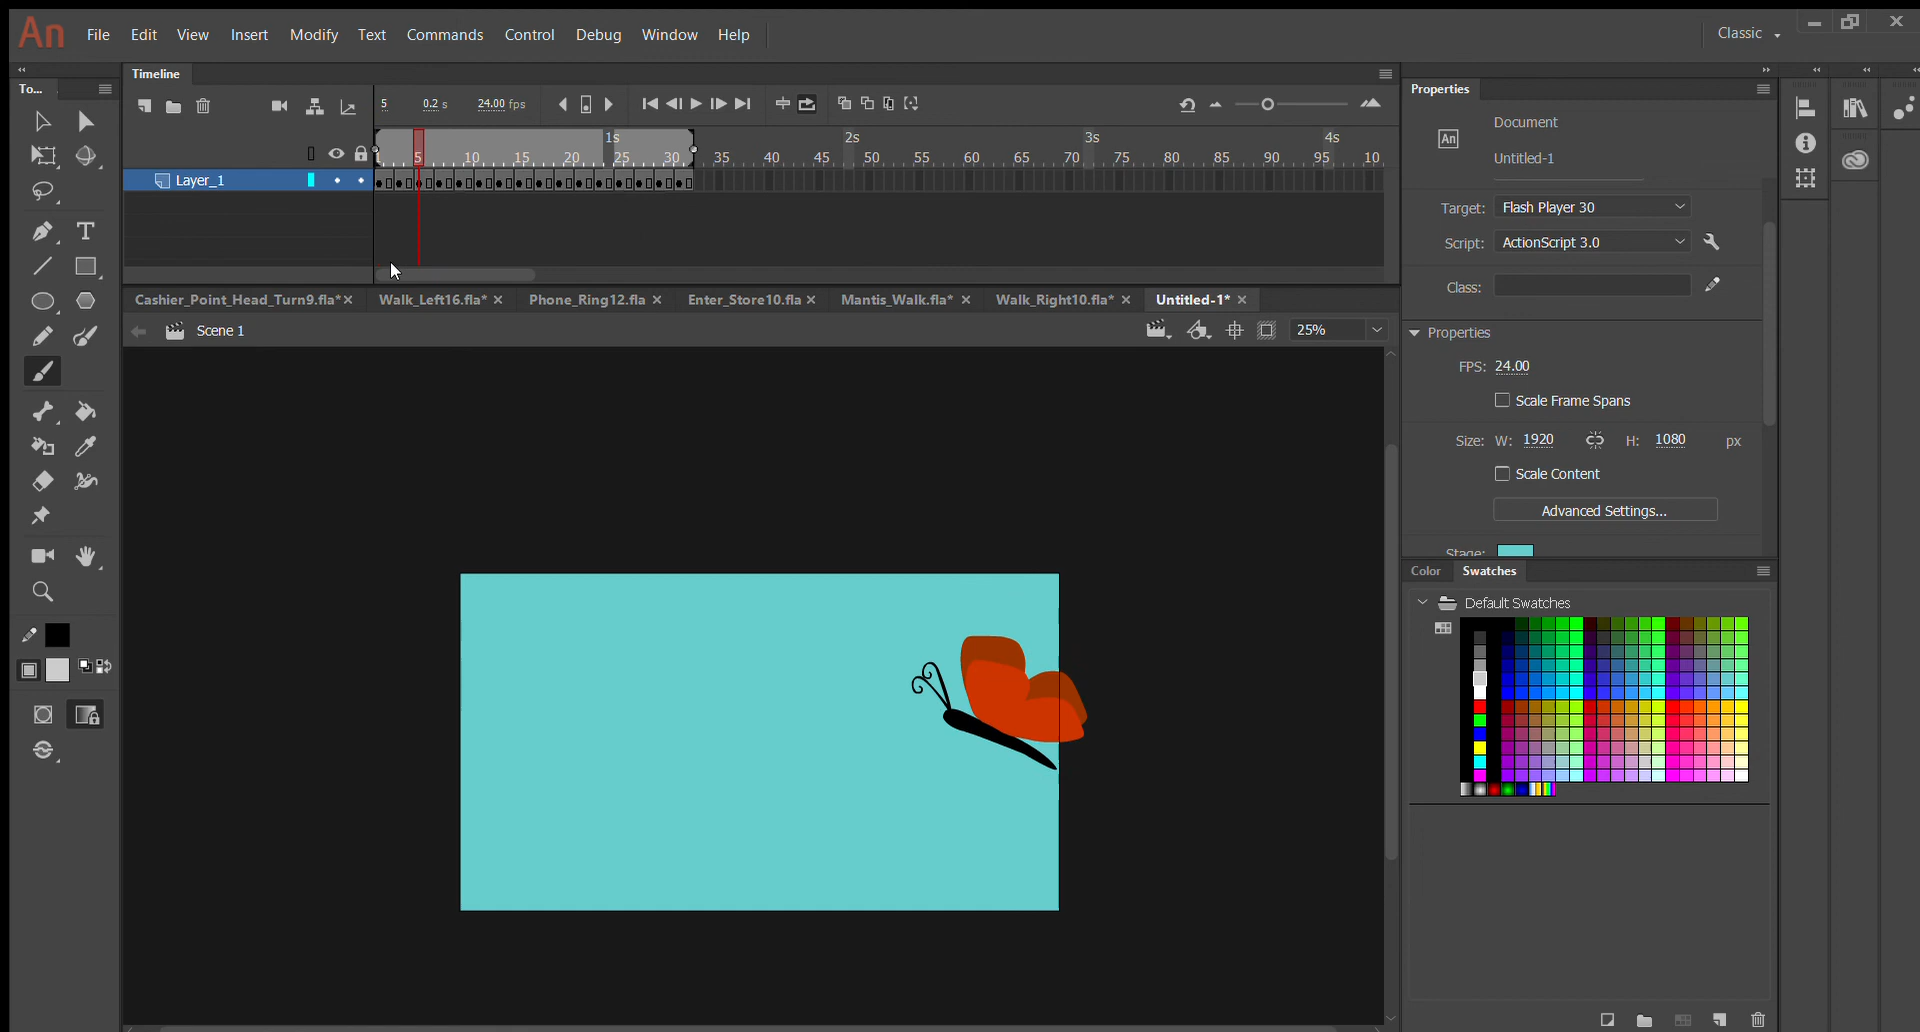 An File Edit View Insert Modify Text Commands Control Debug Window Help Classic
To... Timeline Properties
5 0.2 s 24.00 fps
Document
Untitled-1
1s 2s 3s 4s
5 10 15 20 25 30 35 40 45 50 55 60 65 70 75 80 85 90 95 10
Layer_1
Target: Flash Player 30
Script: ActionScript 3.0
Class:
Cashier_Point_Head_Turn9.fla* Walk_Left16.fla* Phone_Ring12.fla Enter_Store10.fla Mantis_Walk.fla* Walk_Right10.fla* Untitled-1*
Scene 1 25%
Properties
FPS: 24.00
Scale Frame Spans
Size: W: 1920 H: 1080 px
Scale Content
Advanced Settings...
Stage:
Color Swatches
Default Swatches